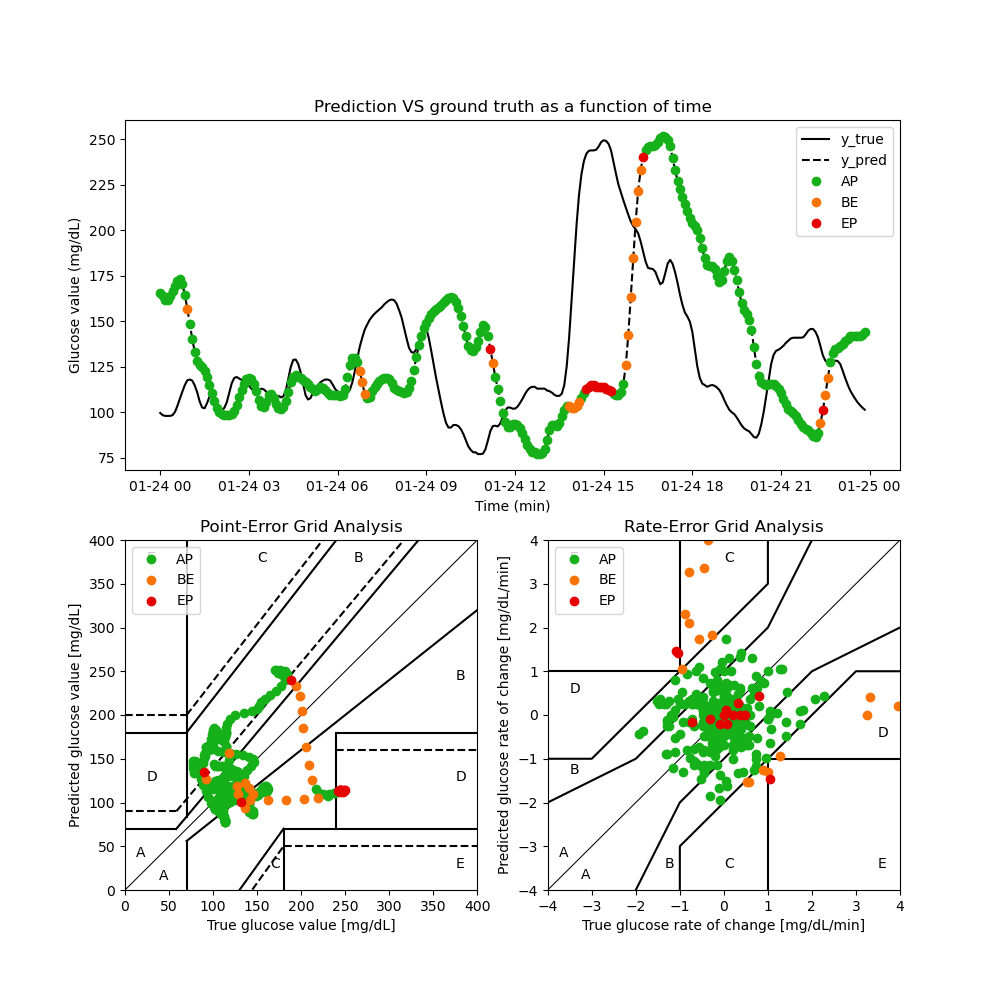 Prediction VS ground truth as a function of time
Glucose value (mg/dL)
250
225
200
175
150
125
100
75
y_true
y_pred
AP
BE
EP
01-24 00 01-24 03 01-24 06 01-24 09 01-24 12 01-24 15 01-24 18 01-24 21 01-25 00
Time (min)
Point-Error Grid Analysis
Predicted glucose value [mg/dL]
400
350
300
250
200
150
100
50
0
AP
BE
EP
C
B
B
D
D
A
A
C
E
0 50 100 150 200 250 300 350 400
True glucose value [mg/dL]
Rate-Error Grid Analysis
Predicted glucose rate of change [mg/dL/min]
4
3
2
1
0
−1
−2
−3
−4
AP
BE
EP
C
D
D
B
A
A
B
C
E
−4 −3 −2 −1 0 1 2 3 4
True glucose rate of change [mg/dL/min]